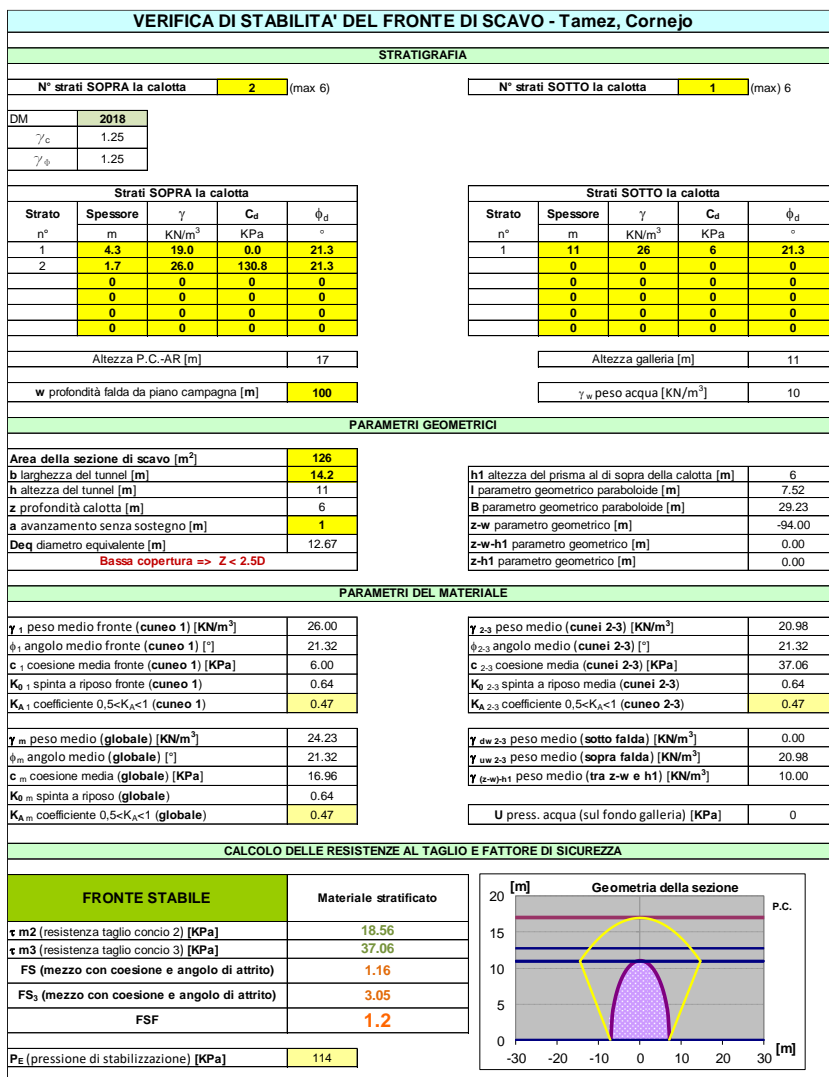 VERIFICA DI STABILITA' DEL FRONTE DI SCAVO - Tamez, Cornejo
STRATIGRAFIA
N° strati SOPRA la calotta 2 (max 6) N° strati SOTTO la calotta 1 (max) 6
DM 2018
γc 1.25
γφ 1.25
Strati SOPRA la calotta Strati SOTTO la calotta
Strato Spessore γ Cd ϕd Strato Spessore γ Cd ϕd
n° m KN/m³ KPa ° n° m KN/m³ KPa °
1 4.3 19.0 0.0 21.3 1 11 26 6 21.3
2 1.7 26.0 130.8 21.3 0 0 0 0
0 0 0 0 0 0 0 0
0 0 0 0 0 0 0 0
0 0 0 0 0 0 0 0
0 0 0 0 0 0 0 0
Altezza P.C.-AR [m] 17 Altezza galleria [m] 11
w profondità falda da piano campagna [m] 100 γw peso acqua [KN/m³] 10
PARAMETRI GEOMETRICI
Area della sezione di scavo [m²] 126
b larghezza del tunnel [m] 14.2 h1 altezza del prisma al di sopra della calotta [m] 6
h altezza del tunnel [m] 11 l parametro geometrico paraboloide [m] 7.52
z profondità calotta [m] 6 B parametro geometrico paraboloide [m] 29.23
a avanzamento senza sostegno [m] 1 z-w parametro geometrico [m] -94.00
Deq diametro equivalente [m] 12.67 z-w-h1 parametro geometrico [m] 0.00
Bassa copertura => Z < 2.5D z-h1 parametro geometrico [m] 0.00
PARAMETRI DEL MATERIALE
γ 1 peso medio fronte (cuneo 1) [KN/m³] 26.00 γ 2-3 peso medio (cunei 2-3) [KN/m³] 20.98
ϕ1 angolo medio fronte (cuneo 1) [°] 21.32 ϕ2-3 angolo medio (cunei 2-3) [°] 21.32
c 1 coesione media fronte (cuneo 1) [KPa] 6.00 c 2-3 coesione media (cunei 2-3) [KPa] 37.06
K0 1 spinta a riposo fronte (cuneo 1) 0.64 K0 2-3 spinta a riposo media (cunei 2-3) 0.64
KA 1 coefficiente 0,5<KA<1 (cuneo 1) 0.47 KA 2-3 coefficiente 0,5<KA<1 (cuneo 2-3) 0.47
γ m peso medio (globale) [KN/m³] 24.23 γ dw 2-3 peso medio (sotto falda) [KN/m³] 0.00
ϕm angolo medio (globale) [°] 21.32 γ uw 2-3 peso medio (sopra falda) [KN/m³] 20.98
c m coesione media (globale) [KPa] 16.96 γ (z-w)-h1 peso medio (tra z-w e h1) [KN/m³] 10.00
K0 m spinta a riposo (globale) 0.64
KA m coefficiente 0,5<KA<1 (globale) 0.47 U press. acqua (sul fondo galleria) [KPa] 0
CALCOLO DELLE RESISTENZE AL TAGLIO E FATTORE DI SICUREZZA
FRONTE STABILE Materiale stratificato
τ m2 (resistenza taglio concio 2) [KPa] 18.56
τ m3 (resistenza taglio concio 3) [KPa] 37.06
FS (mezzo con coesione e angolo di attrito) 1.16
FS3 (mezzo con coesione e angolo di attrito) 3.05
FSF 1.2
PE (pressione di stabilizzazione) [KPa] 114
[m] Geometria della sezione
P.C.
20
15
10
5
0
-30 -20 -10 0 10 20 30 [m]